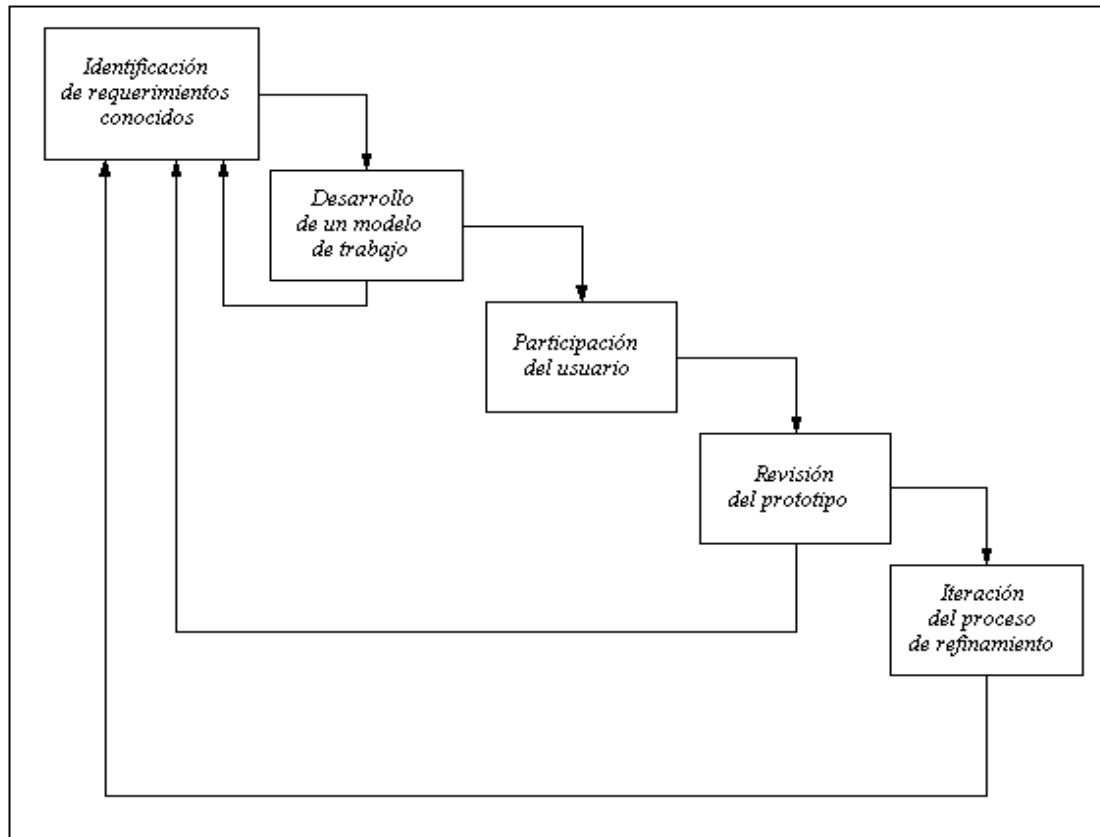 Identificación
de requerimientos
conocidos
Desarrollo
de un modelo
de trabajo
Participación
del usuario
Revisión
del prototipo
Iteración
del proceso
de refinamiento